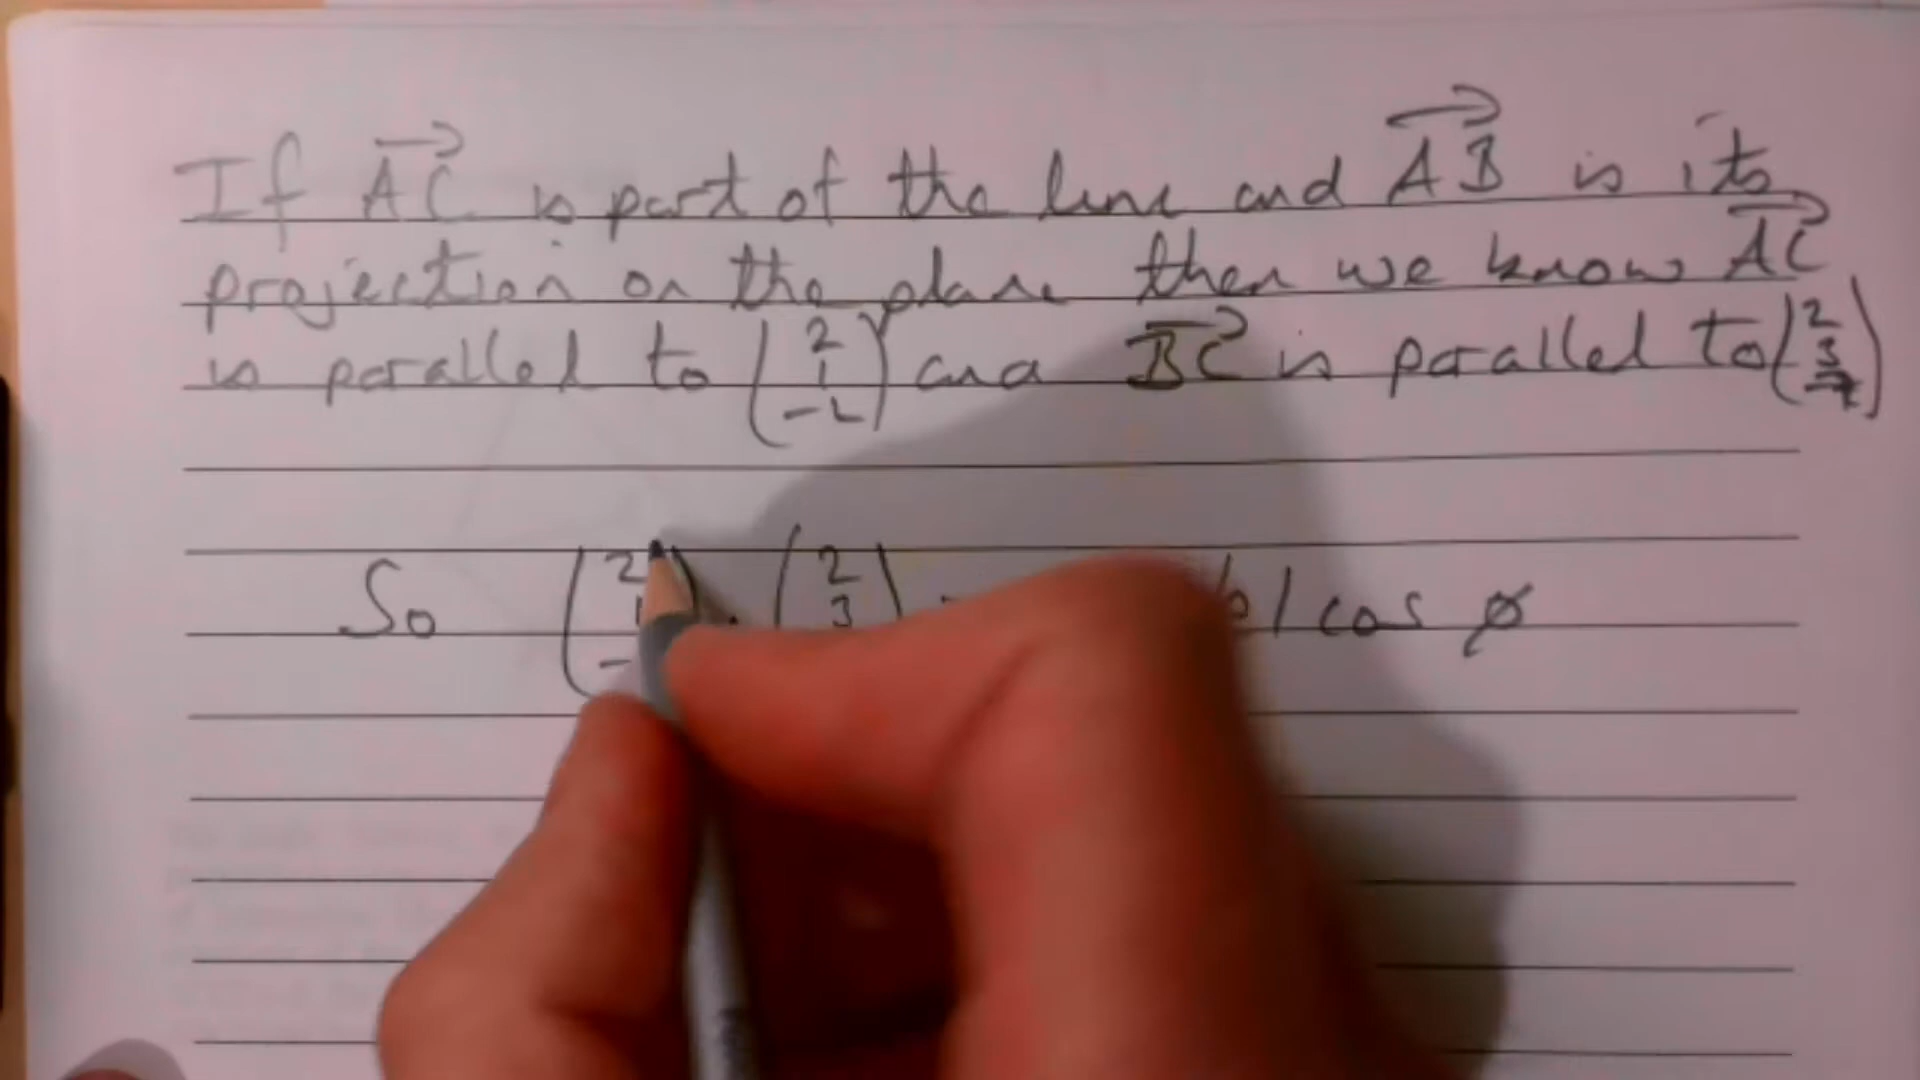 If AC is part of the line and AB is its
projection on the plane then we know AC
is parallel to (2 1 -2) and BC is parallel to (2 3
So (2 1 - . (2 3) b| cos ø